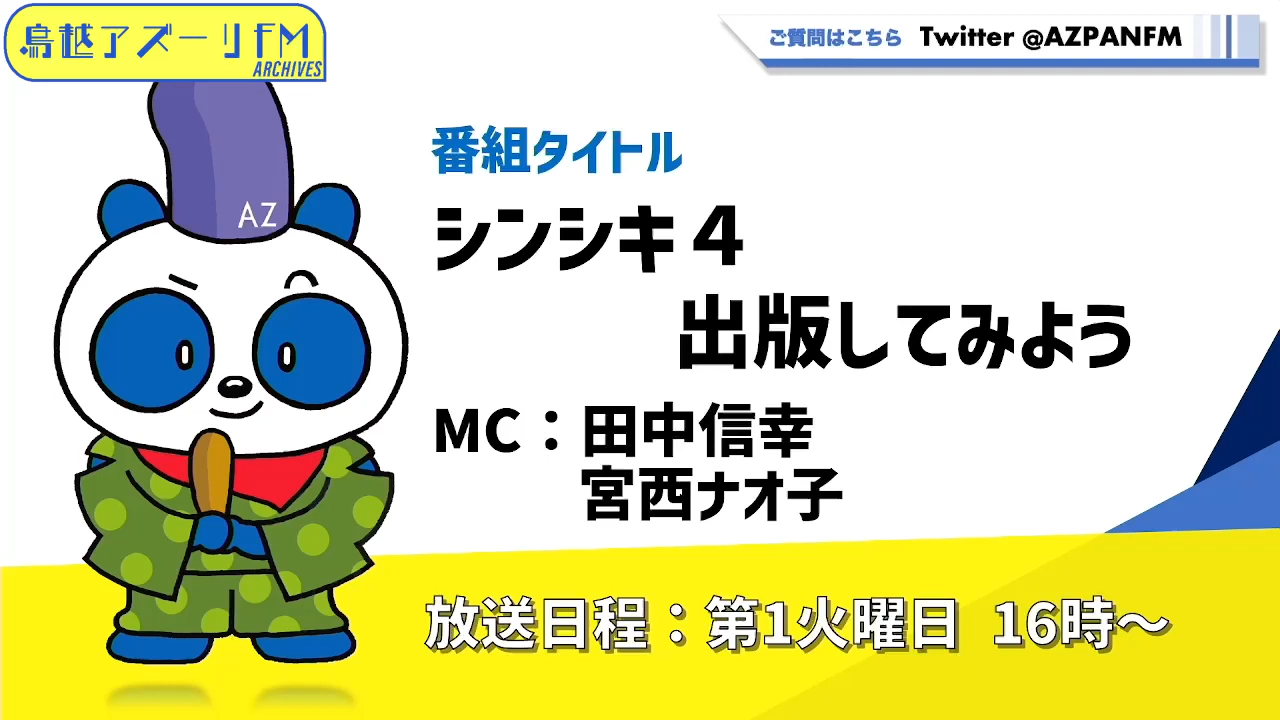 鳥越アズーリFM
ARCHIVES
ご質問はこちら Twitter @AZPANFM
AZ
番組タイトル
シンシキ4
出版してみよう
MC：田中信幸
宮西ナオ子
放送日程：第1火曜日 16時～